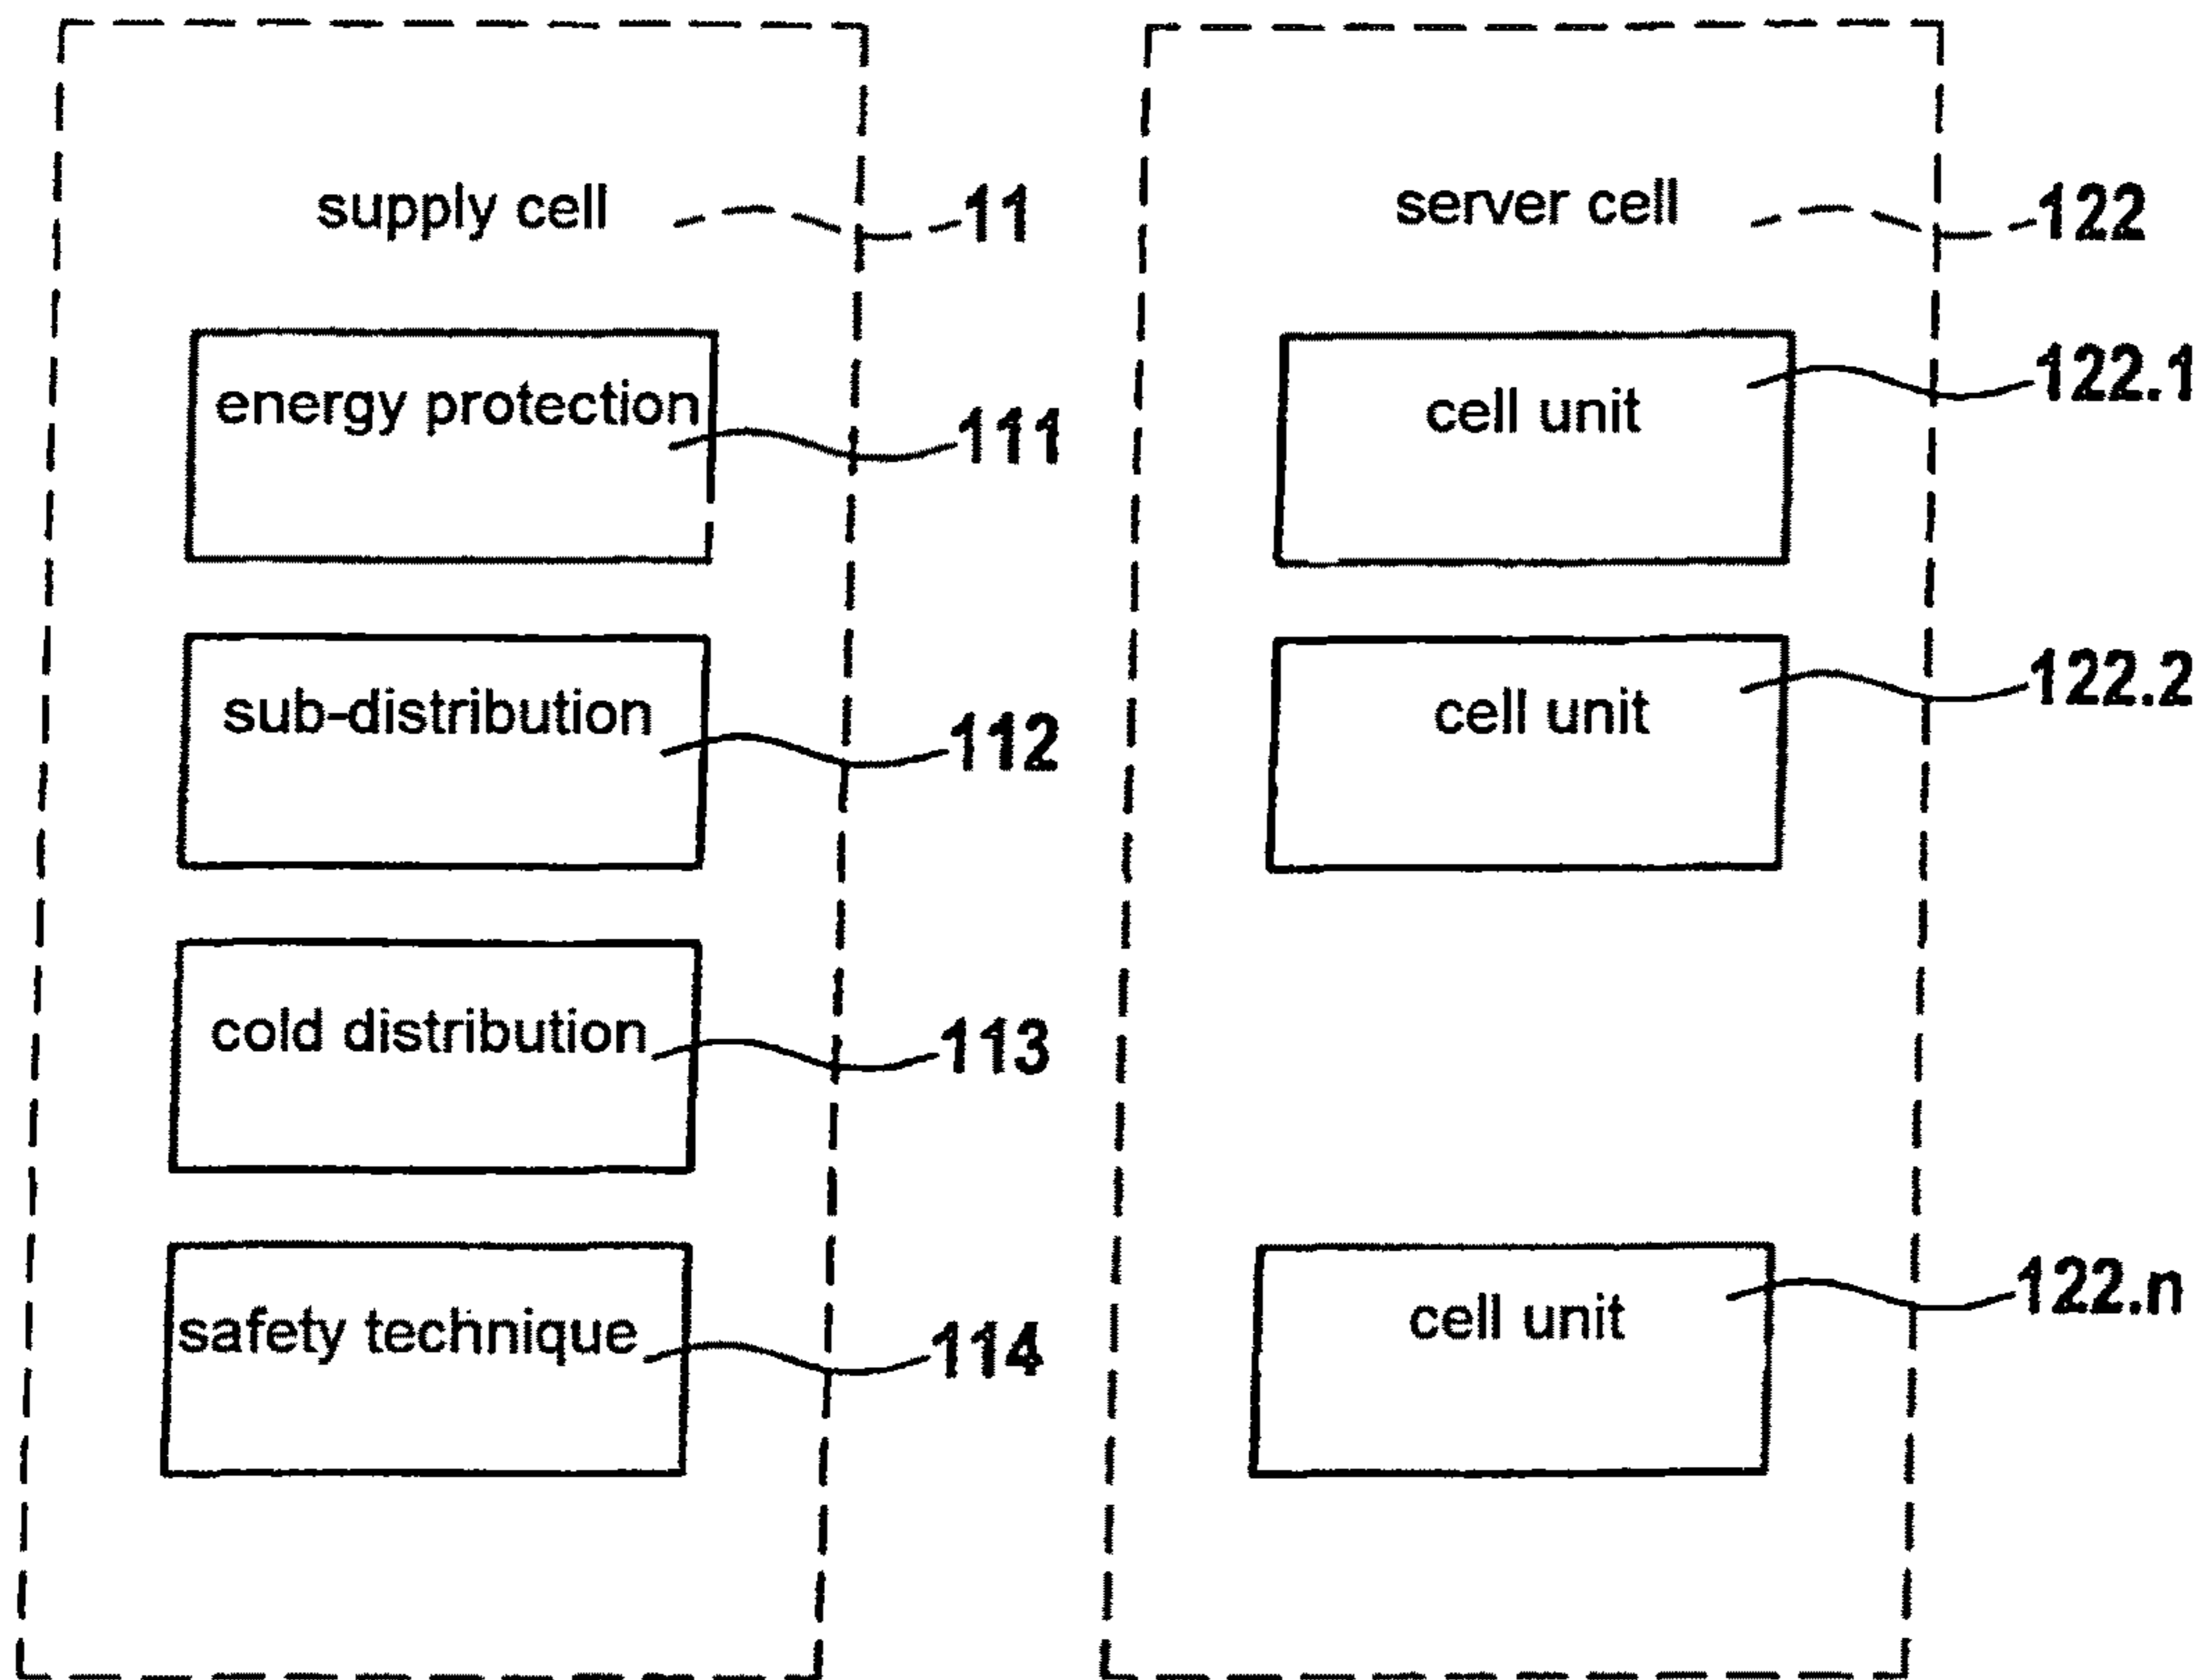 supply cell 11
energy protection 111
sub-distribution 112
cold distribution 113
safety technique 114
server cell 122
cell unit 122.1
cell unit 122.2
cell unit 122.n